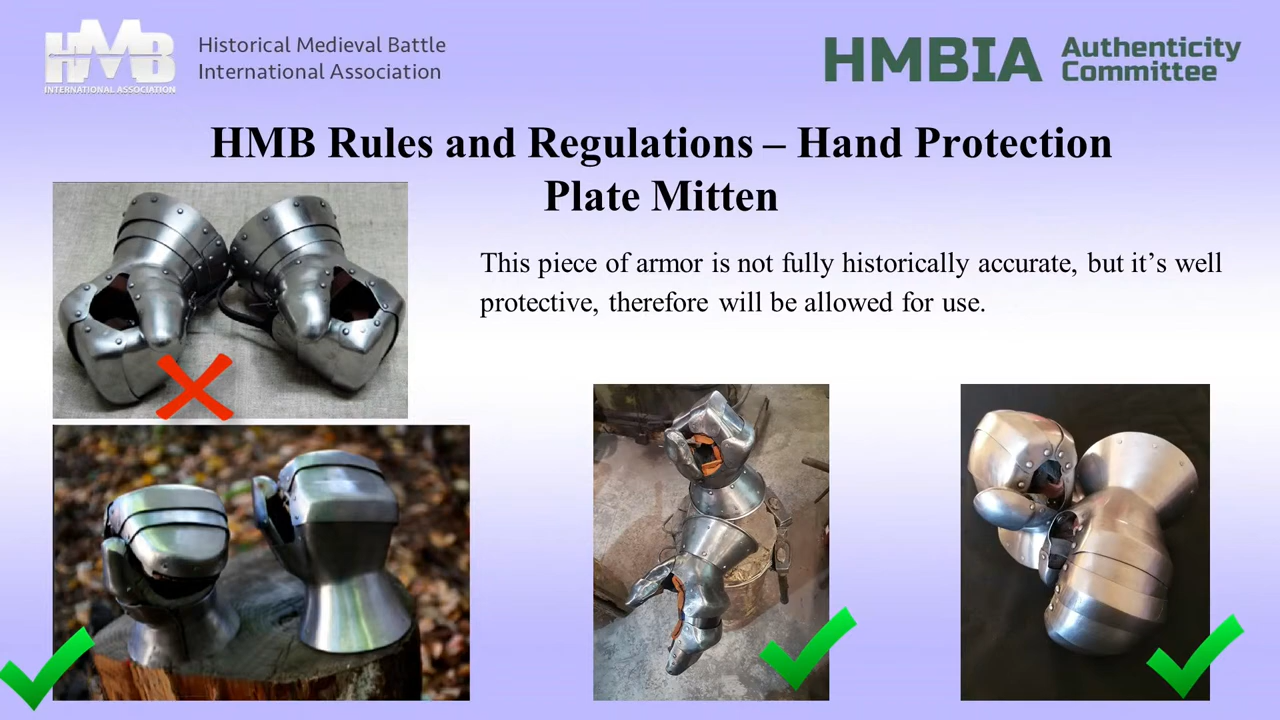 HMB
INTERNATIONAL ASSOCIATION
Historical Medieval Battle
International Association
HMBIA
Authenticity
Committee
HMB Rules and Regulations – Hand Protection
Plate Mitten
This piece of armor is not fully historically accurate, but it’s well
protective, therefore will be allowed for use.